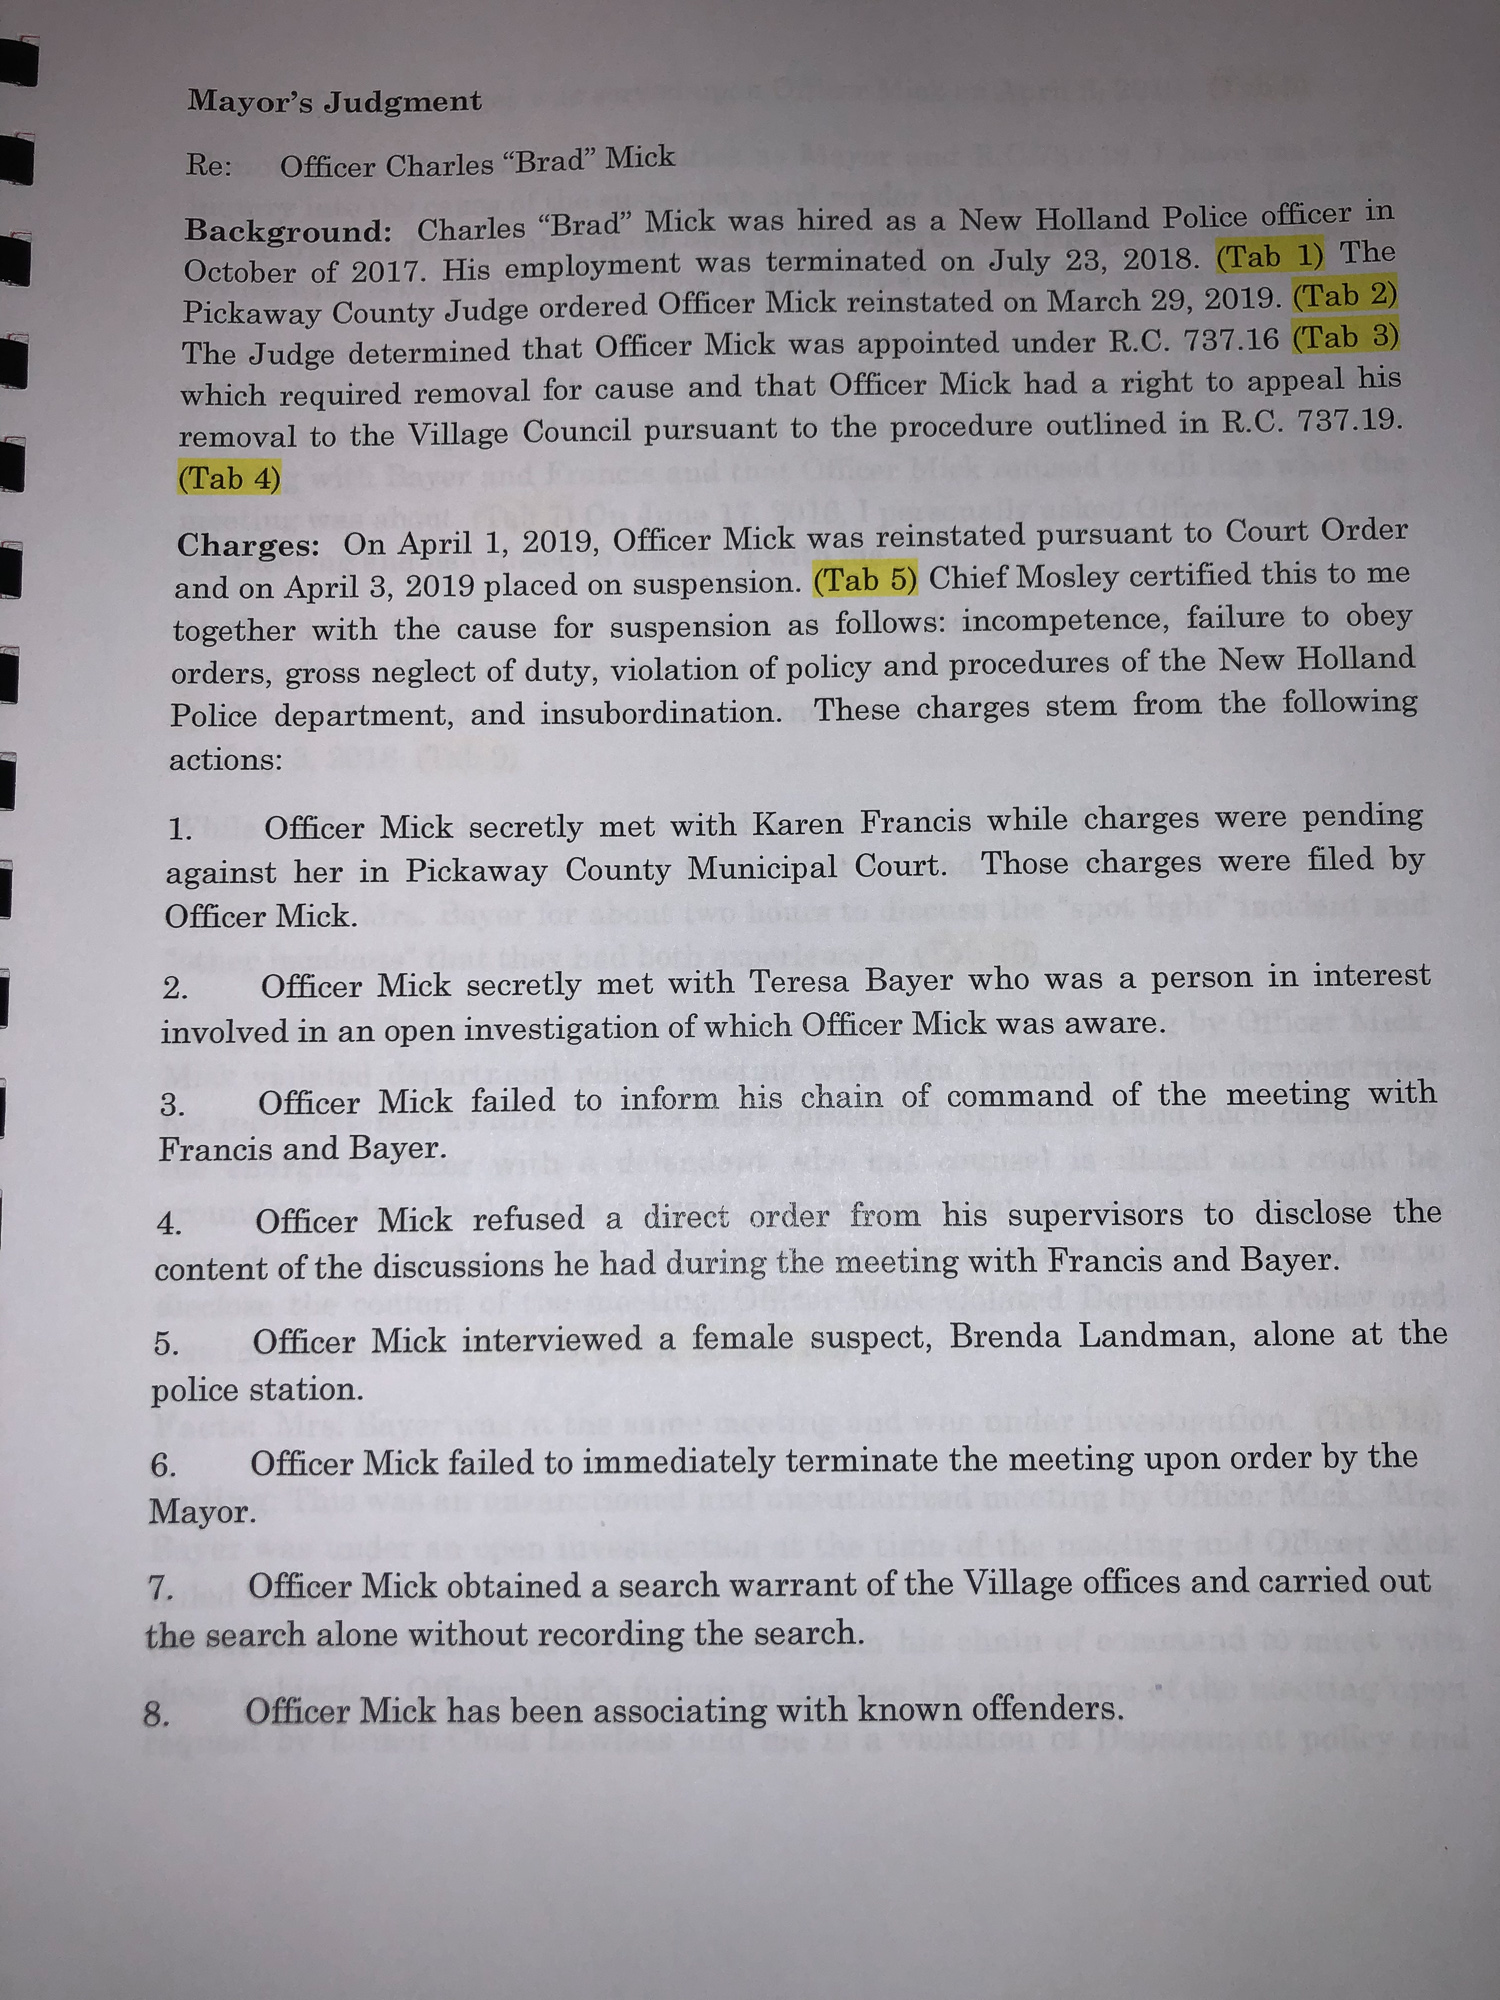 Mayor's Judgment
Re: Officer Charles “Brad” Mick
Background: Charles “Brad” Mick was hired as a New Holland Police officer in
October of 2017. His employment was terminated on July 23, 2018. (Tab 1) The
Pickaway County Judge ordered Officer Mick reinstated on March 29, 2019. (Tab 2)
The Judge determined that Officer Mick was appointed under R.C. 737.16 (Tab 3)
which required removal for cause and that Officer Mick had a right to appeal his
removal to the Village Council pursuant to the procedure outlined in R.C. 737.19.
(Tab 4)
Charges: On April 1, 2019, Officer Mick was reinstated pursuant to Court Order
and on April 3, 2019 placed on suspension. (Tab 5) Chief Mosley certified this to me
together with the cause for suspension as follows: incompetence, failure to obey
orders, gross neglect of duty, violation of policy and procedures of the New Holland
Police department, and insubordination. These charges stem from the following
actions:
1. Officer Mick secretly met with Karen Francis while charges were pending
against her in Pickaway County Municipal Court. Those charges were filed by
Officer Mick.
2. Officer Mick secretly met with Teresa Bayer who was a person in interest
involved in an open investigation of which Officer Mick was aware.
3. Officer Mick failed to inform his chain of command of the meeting with
Francis and Bayer.
4. Officer Mick refused a direct order from his supervisors to disclose the
content of the discussions he had during the meeting with Francis and Bayer.
5. Officer Mick interviewed a female suspect, Brenda Landman, alone at the
police station.
6. Officer Mick failed to immediately terminate the meeting upon order by the
Mayor.
7. Officer Mick obtained a search warrant of the Village offices and carried out
the search alone without recording the search.
8. Officer Mick has been associating with known offenders.